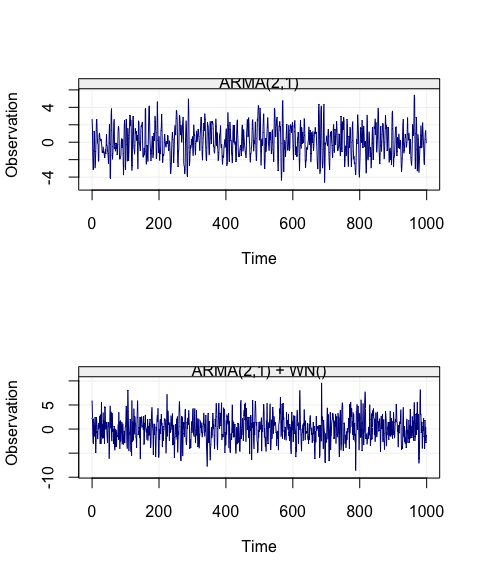 ARMA(2,1)
Observation
-4 0 4
0 200 400 600 800 1000
Time
ARMA(2,1) + WN()
Observation
-10 0 5
0 200 400 600 800 1000
Time